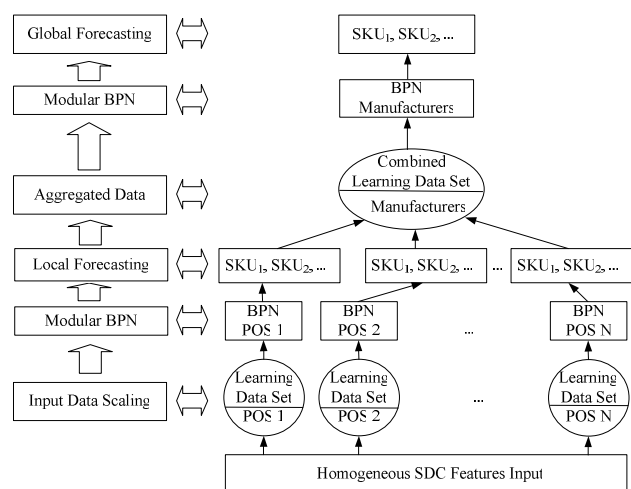 Global Forecasting
SKU1, SKU2, ...
Modular BPN
BPN
Manufacturers
Aggregated Data
Combined
Learning Data Set
Manufacturers
Local Forecasting
SKU1, SKU2, ...
SKU1, SKU2, ...
...
SKU1, SKU2, ...
Modular BPN
BPN
POS 1
BPN
POS 2
...
BPN
POS N
Input Data Scaling
Learning
Data Set
POS 1
Learning
Data Set
POS 2
...
Learning
Data Set
POS N
Homogeneous SDC Features Input